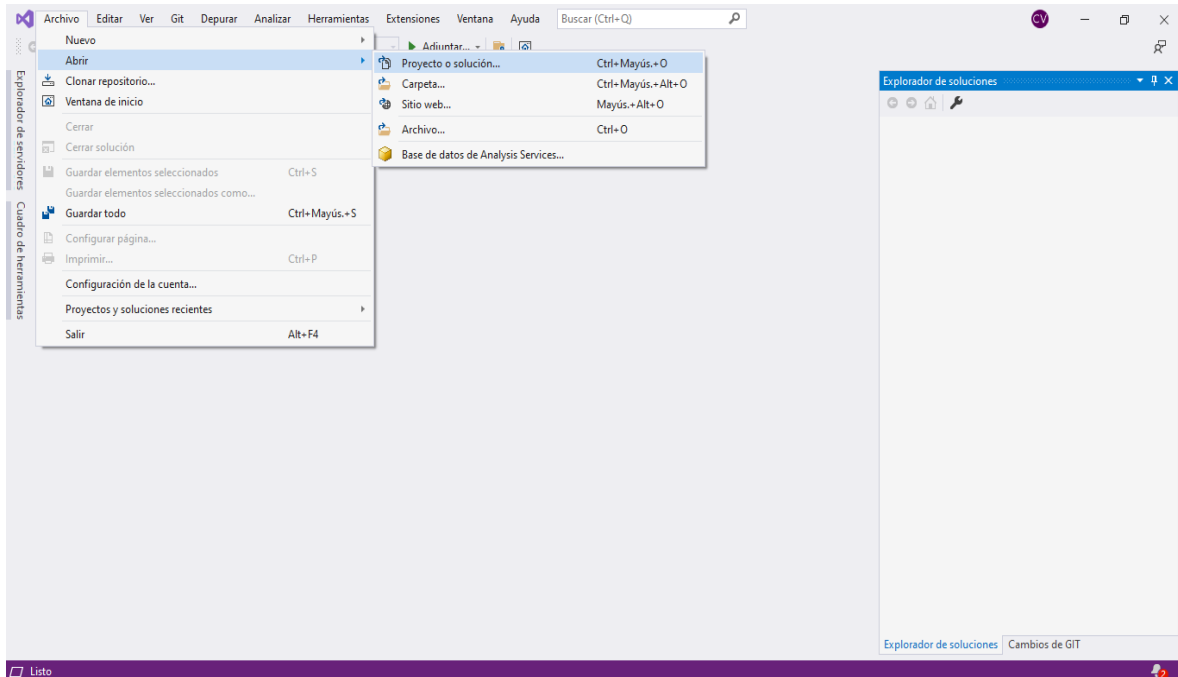 Archivo Editar Ver Git Depurar Analizar Herramientas Extensiones Ventana Ayuda Buscar (Ctrl+Q) CV
Adjuntar...
Nuevo
Abrir
Clonar repositorio...
Ventana de inicio
Cerrar
Cerrar solución
Guardar elementos seleccionados Ctrl+S
Guardar elementos seleccionados como...
Guardar todo Ctrl+Mayús.+S
Configurar página...
Imprimir... Ctrl+P
Configuración de la cuenta...
Proyectos y soluciones recientes
Salir Alt+F4
Proyecto o solución... Ctrl+Mayús.+O
Carpeta... Ctrl+Mayús.+Alt+O
Sitio web... Mayús.+Alt+O
Archivo... Ctrl+O
Base de datos de Analysis Services...
Explorador de servidores
Cuadro de herramientas
Explorador de soluciones
Explorador de soluciones Cambios de GIT
Listo
2